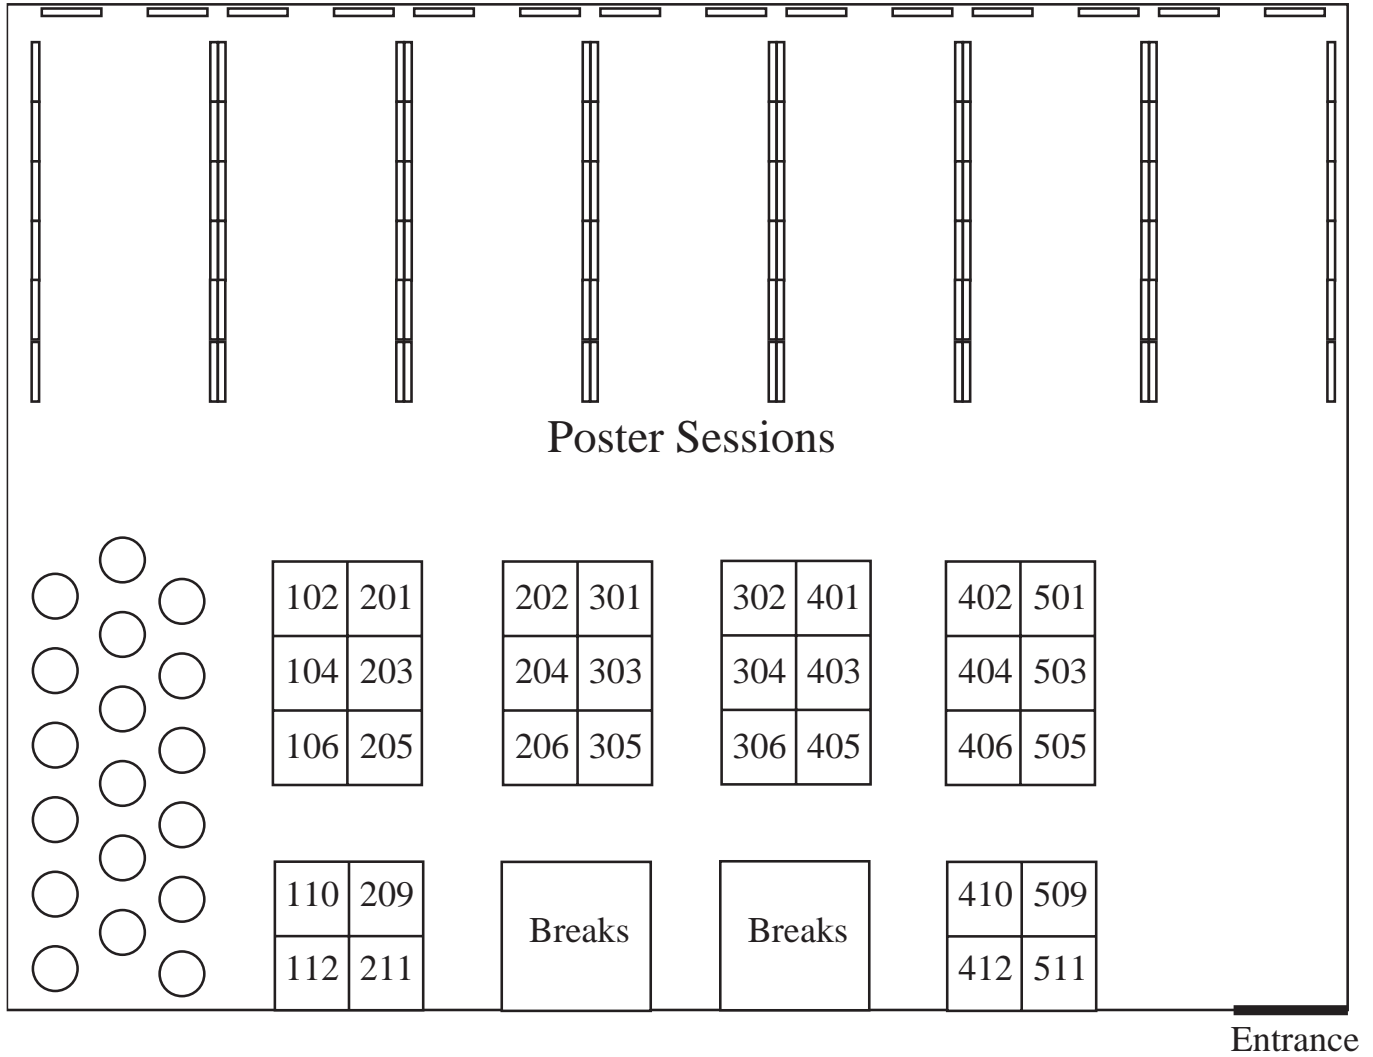 Poster Sessions
102 201 202 301 302 401 402 501
104 203 204 303 304 403 404 503
106 205 206 305 306 405 406 505
110 209 410 509
Breaks Breaks
112 211 412 511
Entrance